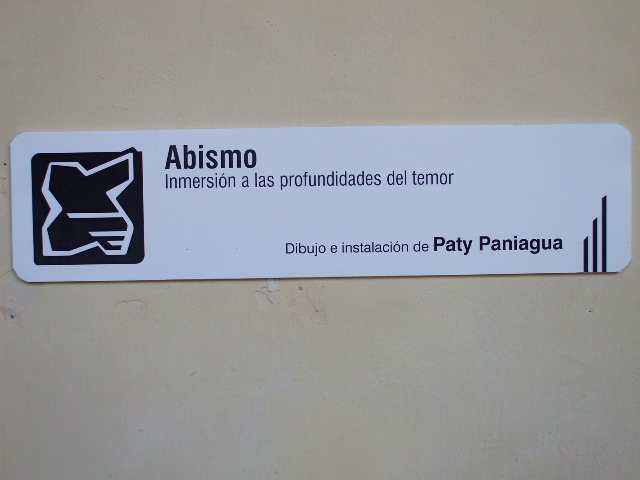 Abismo
Inmersión a las profundidades del temor
Dibujo e instalación de Paty Paniagua